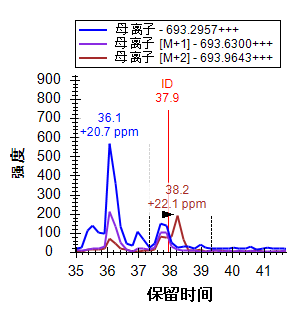 母离子 - 693.2957+++
母离子 [M+1] - 693.6300+++
母离子 [M+2] - 693.9643+++
900
800
700
600
500
400
300
200
100
0
强度
ID
37.9
36.1
+20.7 ppm
38.2
+22.1 ppm
35 36 37 38 39 40 41
保留时间